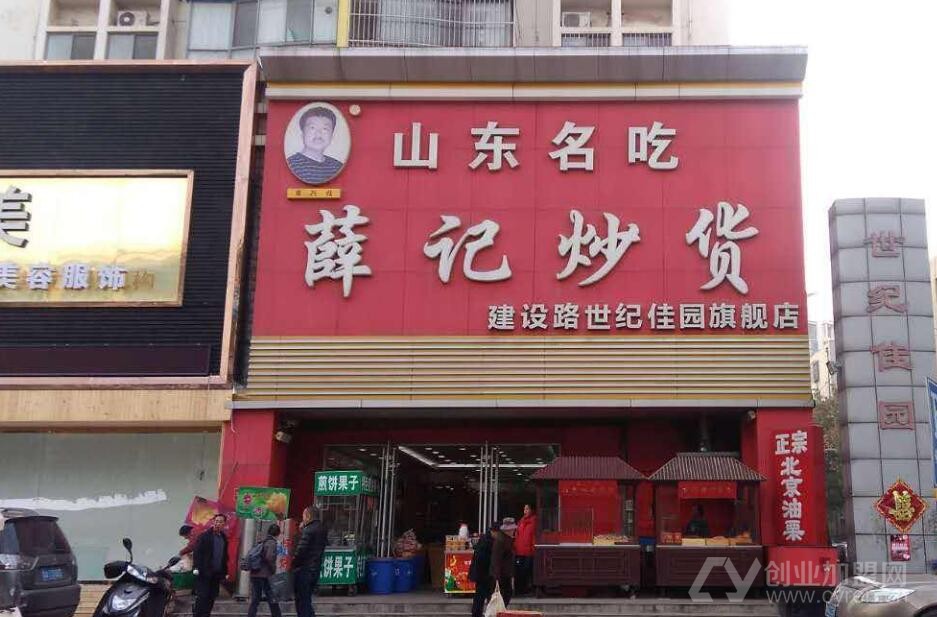 山东名吃
薛记炒货
建设路世纪佳园旗舰店
美
美容服饰
世纪佳园
正宗北京油栗
煎饼果子
煎饼果子
创业加盟网